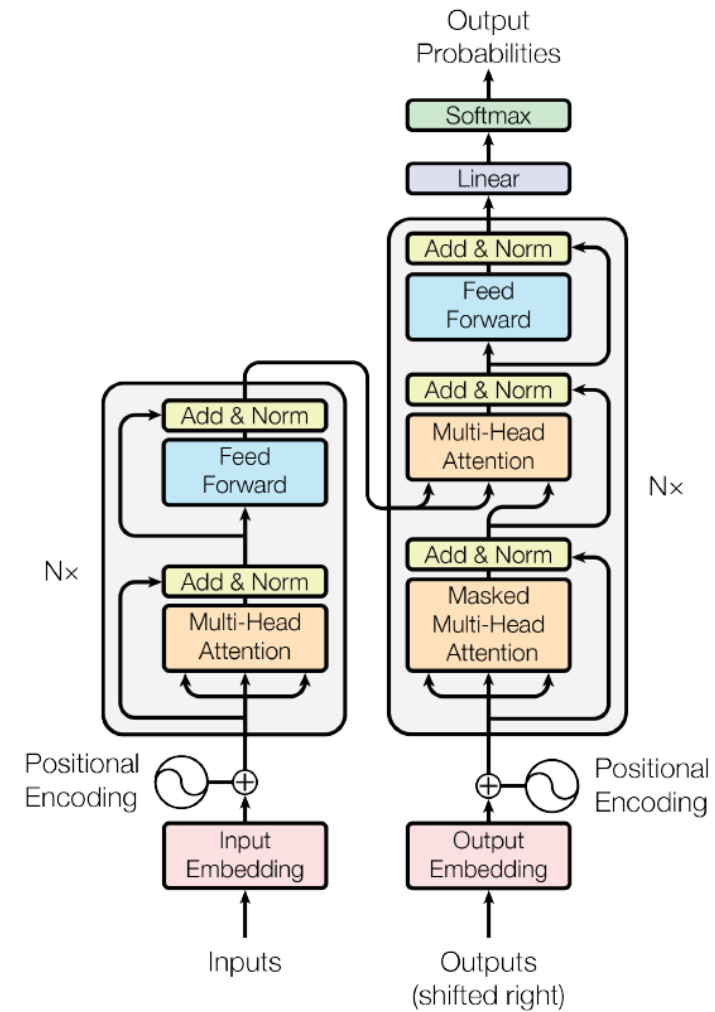 Output
Probabilities
Softmax
Linear
Add & Norm
Feed
Forward
Add & Norm
Multi-Head
Attention
Nx
Add & Norm
Masked
Multi-Head
Attention
Add & Norm
Feed
Forward
Nx
Add & Norm
Multi-Head
Attention
Positional
Encoding
Positional
Encoding
Input
Embedding
Output
Embedding
Inputs
Outputs
(shifted right)